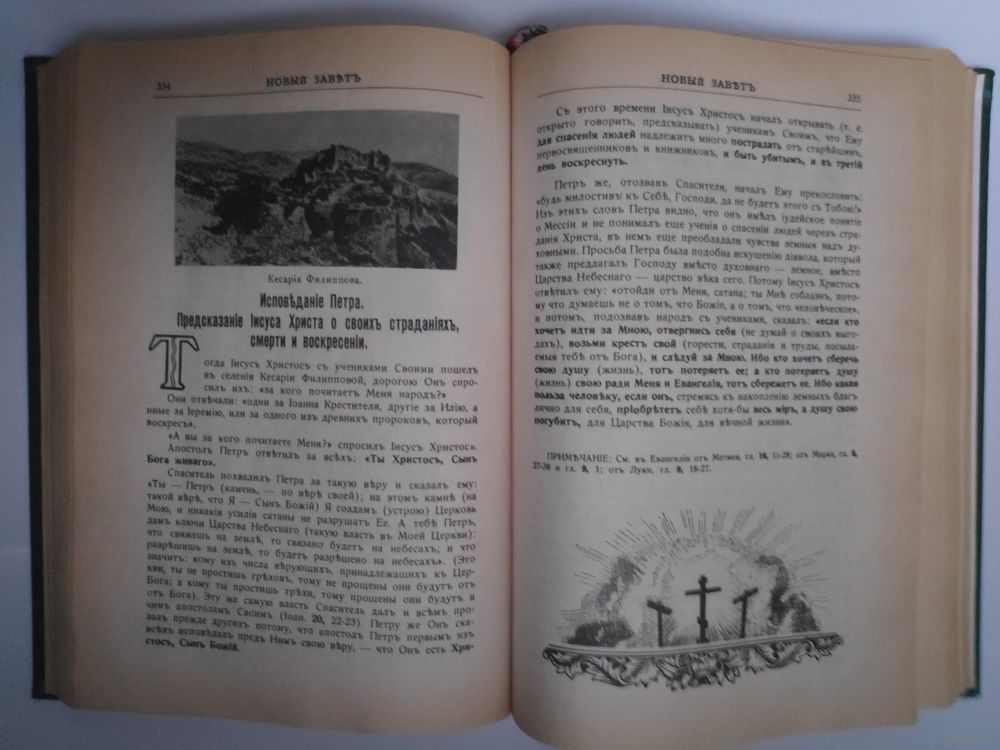 334
НОВЫЙ ЗАВѢТЪ
Кесарія Филиппова.
Исповѣданіе Петра.
Предсказаніе Іисуса Христа о своихъ страданіяхъ,
смерти и воскресеніи.
Тогда Іисусъ Христосъ съ учениками Своими пошелъ
въ селенія Кесаріи Филипповой, дорогою Онъ спро-
силъ ихъ: «за кого почитаетъ Меня народъ?»
Они отвѣчали: «одни за Іоанна Крестителя, другіе за Илію, а
иные за Іеремію, или за одного изъ древнихъ пророковъ, который
воскресъ».
«А вы за кого почитаете Меня?» спросилъ Іисусъ Христосъ.
Апостолъ Петръ отвѣтилъ за всѣхъ: «Ты Христосъ, Сынъ
Бога живаго».
Спаситель похвалилъ Петра за такую вѣру и сказалъ ему:
«Ты — Петръ (камень, — по вѣрѣ своей); на этомъ камнѣ (на
такой вѣрѣ, что Я — Сынъ Божій) Я создамъ (устрою) Церковь
Мою, и никакія усилія сатаны не разрушатъ Ее. А тебѣ Петръ,
дамъ ключи Царства Небеснаго (такую власть въ Моей Церкви):
что свяжешь на землѣ, то связано будетъ на небесахъ; и что
разрѣшишь на землѣ, то будетъ разрѣшено на небесахъ». (Это
значитъ: кому изъ числа вѣрующихъ, принадлежащихъ къ Цер-
кви, ты не простишь грѣховъ, тому не прощены они будутъ отъ
Бога; а кому ты простишь грѣхи, тому прощены они будутъ и
отъ Бога). Эту же самую власть Спаситель далъ и всѣмъ про-
чимъ апостоламъ Своимъ (Іоан. 20, 22-23). Петру же Онъ ска-
залъ прежде другихъ потому, что апостолъ Петръ первымъ изъ
всѣхъ исповѣдалъ предъ Нимъ свою вѣру, — что Онъ есть Хри-
стосъ, Сынъ Божій.
НОВЫЙ ЗАВѢТЪ
335
Съ этого времени Іисусъ Христосъ началъ открывать (т. е.
открыто говорить, предсказывать) ученикамъ Своимъ, что Ему
для спасенія людей надлежитъ много пострадать отъ старѣйшинъ,
первосвященниковъ и книжниковъ, и быть убитымъ, и въ третій
день воскреснуть.
Петръ же, отозвавъ Спасителя, началъ Ему прекословить:
«будь милостивъ къ Себѣ, Господи, да не будетъ этого съ Тобою!»
Изъ этихъ словъ Петра видно, что онъ имѣлъ іудейское понятіе
о Мессіи и не понималъ еще ученія о спасеніи людей черезъ стра-
данія Христа, въ немъ еще преобладали чувства земныя надъ ду-
ховными. Просьба Петра была подобна искушенію діавола, который
также предлагалъ Господу вмѣсто духовнаго — земное, вмѣсто
Царства Небеснаго — царство вѣка сего. Потому Іисусъ Христосъ
отвѣтилъ ему: «отойди отъ Меня, сатана; ты Мнѣ соблазнъ, пото-
му что думаешь не о томъ, что Божіе, а о томъ, что человѣческое»,
и потомъ, подозвавъ народъ съ учениками, сказалъ: «если кто
хочетъ идти за Мною, отвергнись себя (не думай о своихъ выго-
дахъ), возьми крестъ свой (горести, страданія и труды, посыла-
емыя тебѣ отъ Бога), и слѣдуй за Мною. Ибо кто хочетъ сберечь
свою душу (жизнь), тотъ потеряетъ ее; а кто потеряетъ душу
(жизнь) свою ради Меня и Евангелія, тотъ сбережетъ ее. Ибо какая
польза человѣку, если онъ, стремясь къ накопленію земныхъ благъ
лично для себя, пріобрѣтетъ себѣ хотя-бы весь міръ, а душу свою
погубитъ, для Царства Божія, для вѣчной жизни».
ПРИМѢЧАНІЕ: См. въ Евангеліи отъ Матѳея, гл. 16, 13-28; отъ Марка, гл. 8,
27-38 и гл. 9, 1; отъ Луки, гл. 9, 18-27.